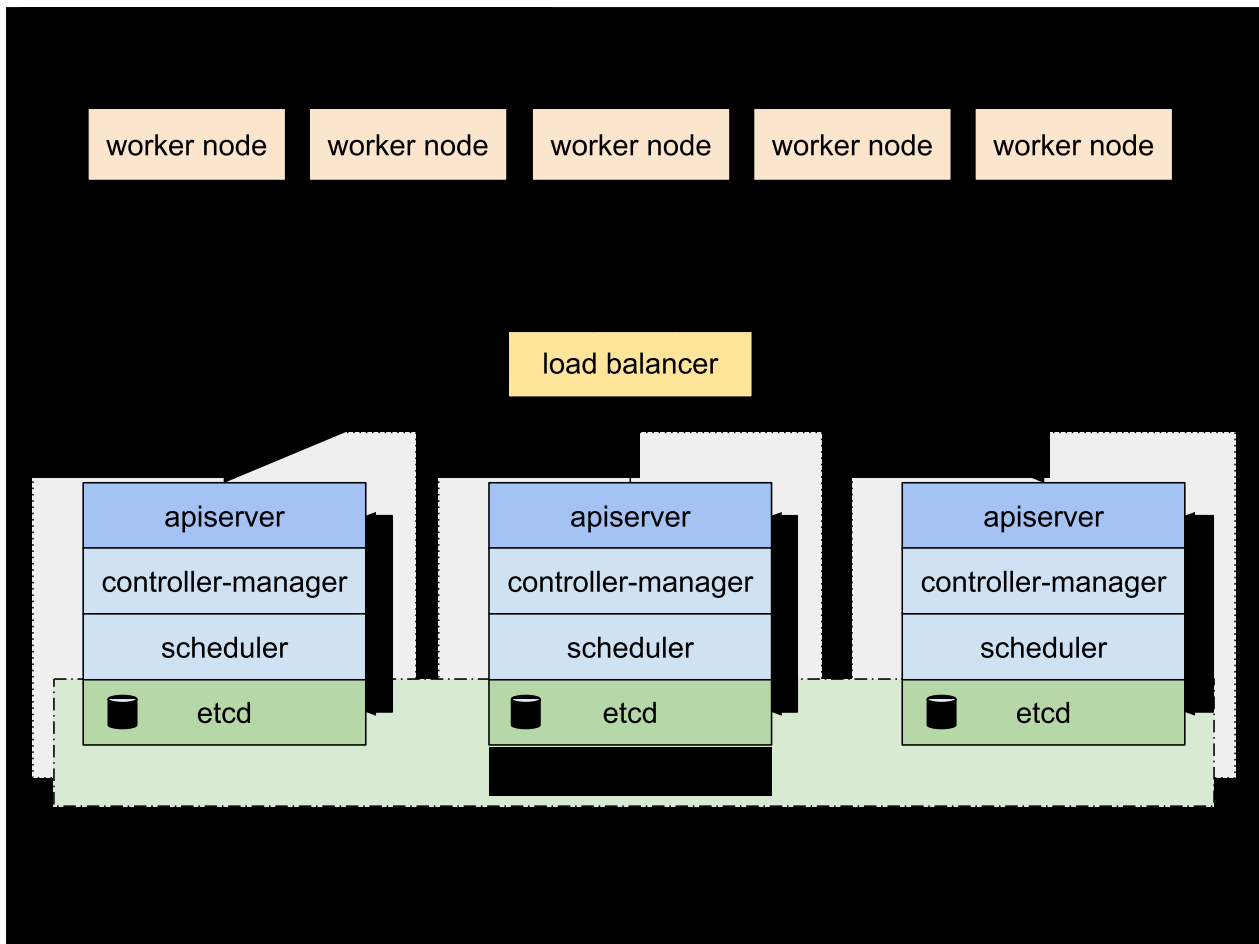 worker node worker node worker node worker node worker node
load balancer
apiserver apiserver apiserver
controller-manager controller-manager controller-manager
scheduler scheduler scheduler
etcd etcd etcd